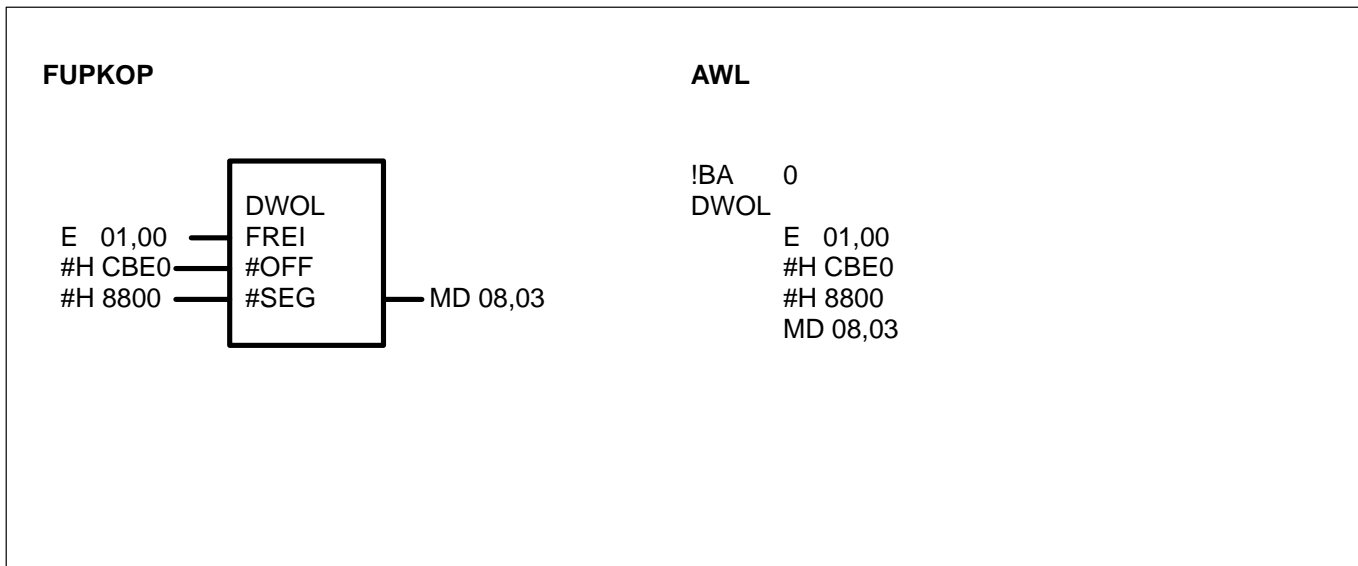 FUPKOP
DWOL
E 01,00 FREI
#H CBE0 #OFF
#H 8800 #SEG MD 08,03
AWL
!BA 0
DWOL
E 01,00
#H CBE0
#H 8800
MD 08,03